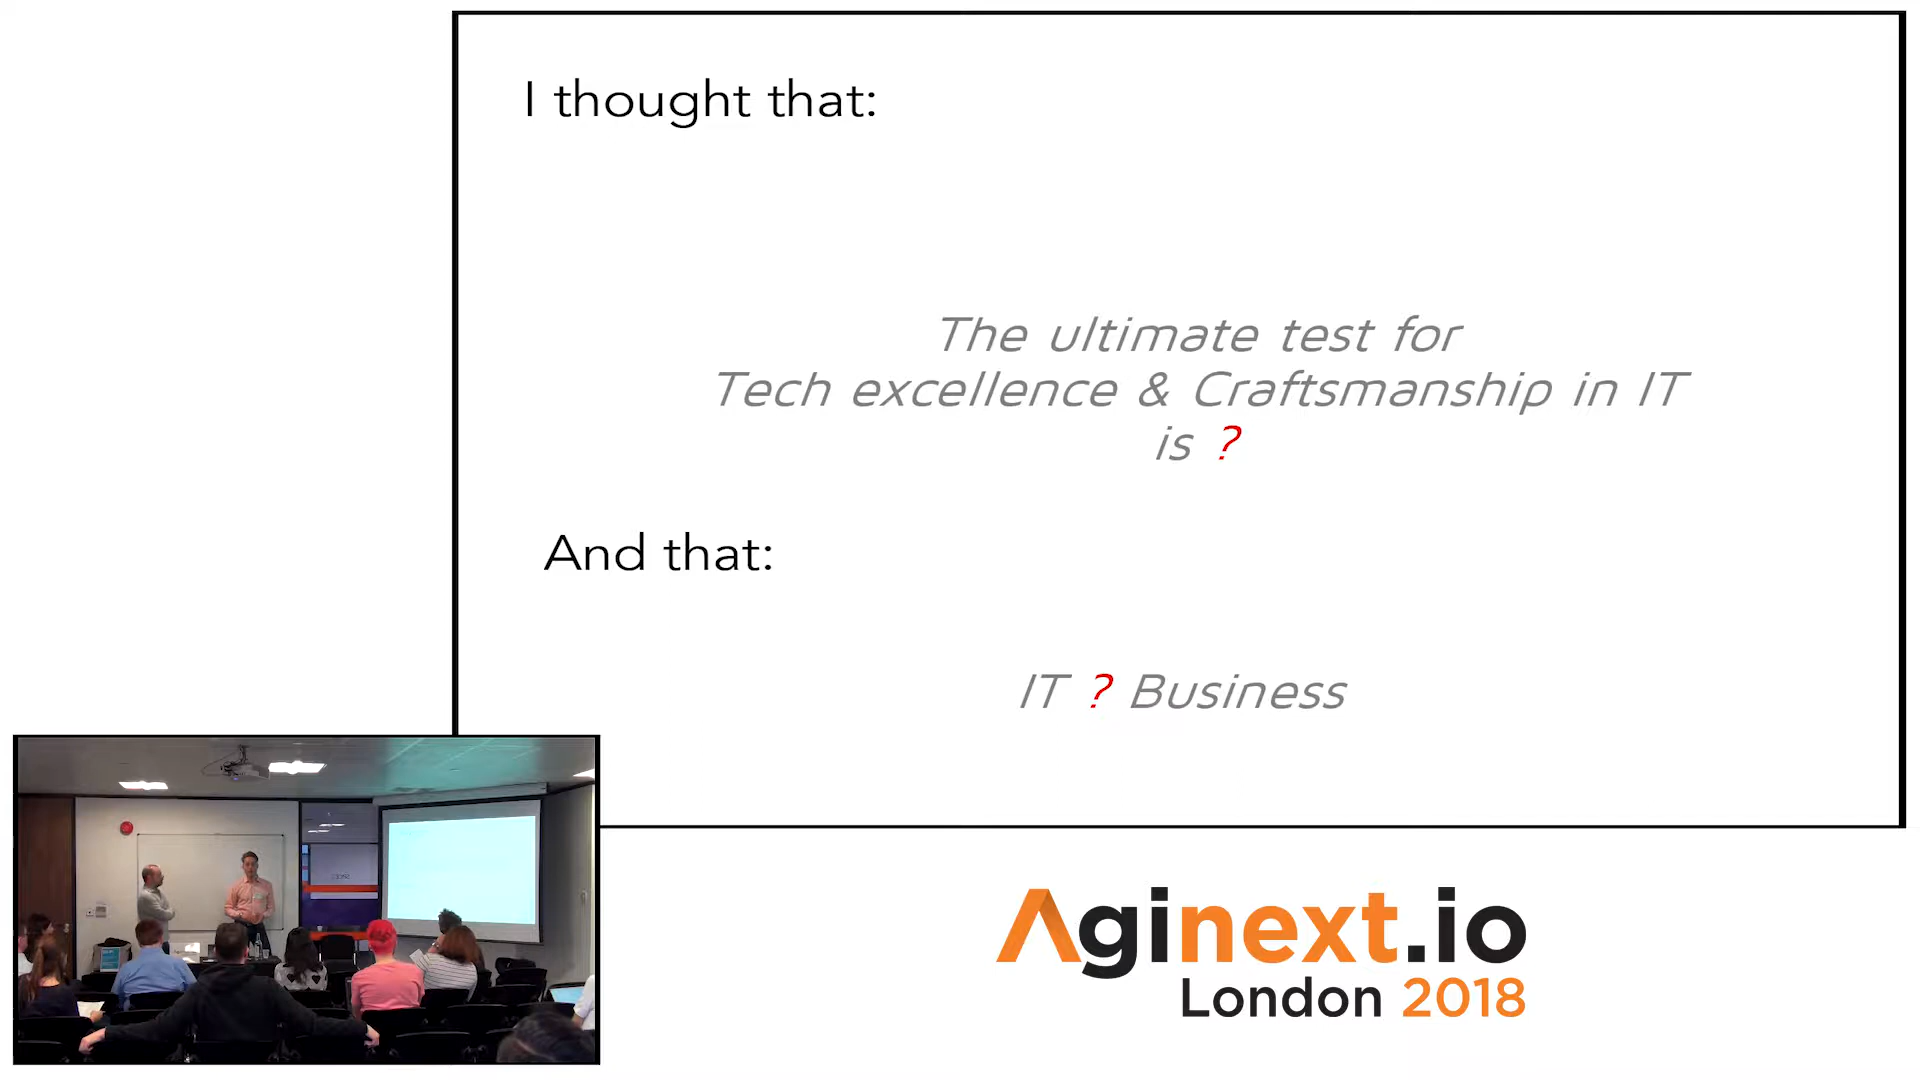 I thought that:
The ultimate test for
Tech excellence & Craftsmanship in IT
is ?
And that:
IT ? Business
Aginext.io
London 2018